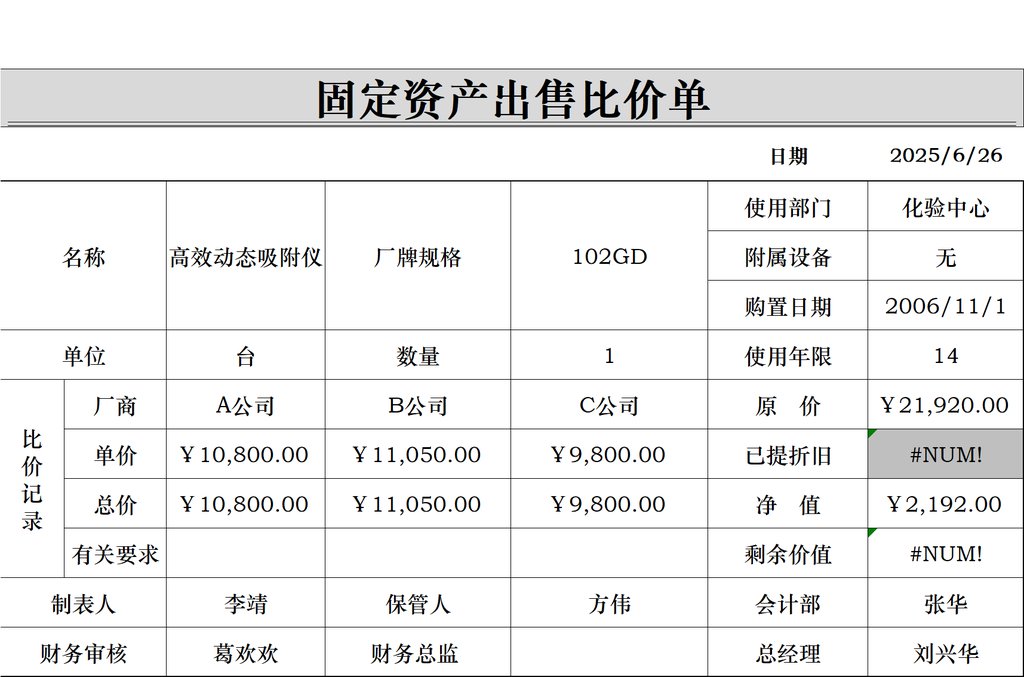 固定资产出售比价单
日期 2025/6/26
名称 高效动态吸附仪 厂牌规格 102GD 使用部门 化验中心
附属设备 无
购置日期 2006/11/1
单位 台 数量 1 使用年限 14
比价记录 厂商 A公司 B公司 C公司 原 价 ￥21,920.00
单价 ￥10,800.00 ￥11,050.00 ￥9,800.00 已提折旧 #NUM!
总价 ￥10,800.00 ￥11,050.00 ￥9,800.00 净 值 ￥2,192.00
有关要求 剩余价值 #NUM!
制表人 李靖 保管人 方伟 会计部 张华
财务审核 葛欢欢 财务总监 总经理 刘兴华